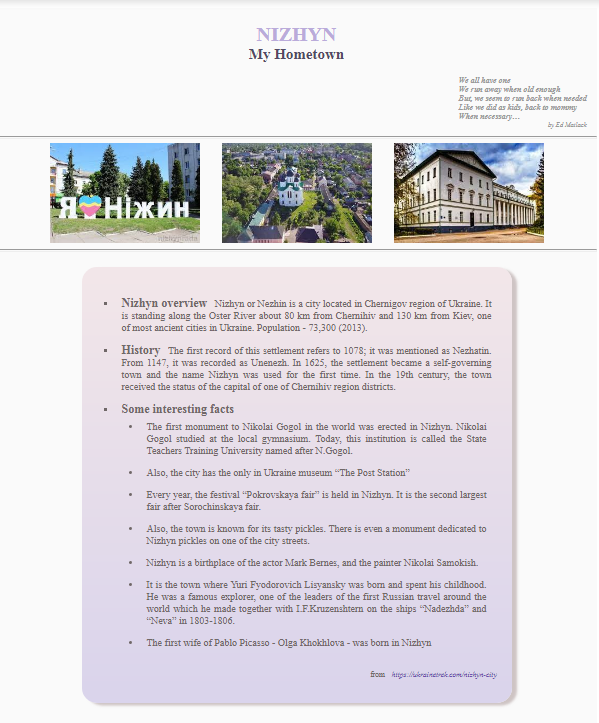 NIZHYN
My Hometown
We all have one
We run away when old enough
But, we seem to run back when needed
Like we did as kids, back to mommy
When necessary…
by Ed Matlack
Я Ніжин
▪ Nizhyn overview Nizhyn or Nezhin is a city located in Chernigov region of Ukraine. It
is standing along the Oster River about 80 km from Chernihiv and 130 km from Kiev, one
of most ancient cities in Ukraine. Population - 73,300 (2013).
▪ History The first record of this settlement refers to 1078; it was mentioned as Nezhatin.
From 1147, it was recorded as Unenezh. In 1625, the settlement became a self-governing
town and the name Nizhyn was used for the first time. In the 19th century, the town
received the status of the capital of one of Chernihiv region districts.
▪ Some interesting facts
• The first monument to Nikolai Gogol in the world was erected in Nizhyn. Nikolai
Gogol studied at the local gymnasium. Today, this institution is called the State
Teachers Training University named after N.Gogol.
• Also, the city has the only in Ukraine museum “The Post Station”
• Every year, the festival “Pokrovskaya fair” is held in Nizhyn. It is the second largest
fair after Sorochinskaya fair.
• Also, the town is known for its tasty pickles. There is even a monument dedicated to
Nizhyn pickles on one of the city streets.
• Nizhyn is a birthplace of the actor Mark Bernes, and the painter Nikolai Samokish.
• It is the town where Yuri Fyodorovich Lisyansky was born and spent his childhood.
He was a famous explorer, one of the leaders of the first Russian travel around the
world which he made together with I.F.Kruzenshtern on the ships “Nadezhda” and
“Neva” in 1803-1806.
• The first wife of Pablo Picasso - Olga Khokhlova - was born in Nizhyn
from https://ukrainetrek.com/nizhyn-city